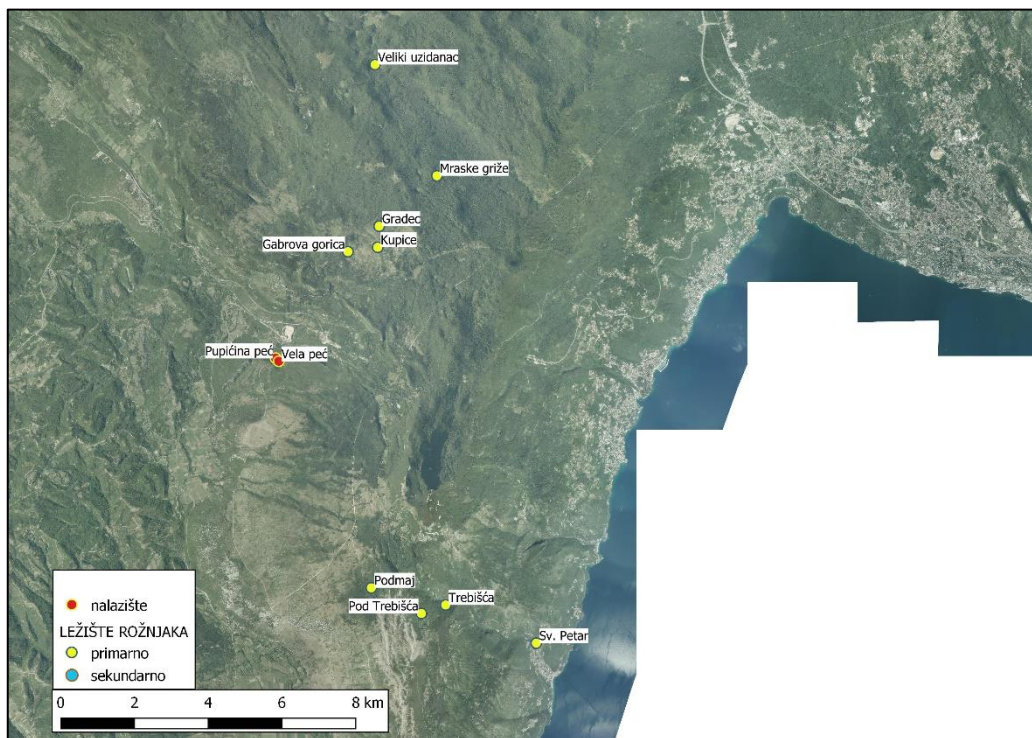 Veliki uzidanac
Mraske griže
Gradec
Kupice
Gabrova gorica
Pupićina peć
Vela peć
Podmaj
Trebišća
Pod Trebišća
Sv. Petar
nalazište
LEŽIŠTE ROŽNJAKA
primarno
sekundarno
0 2 4 6 8 km